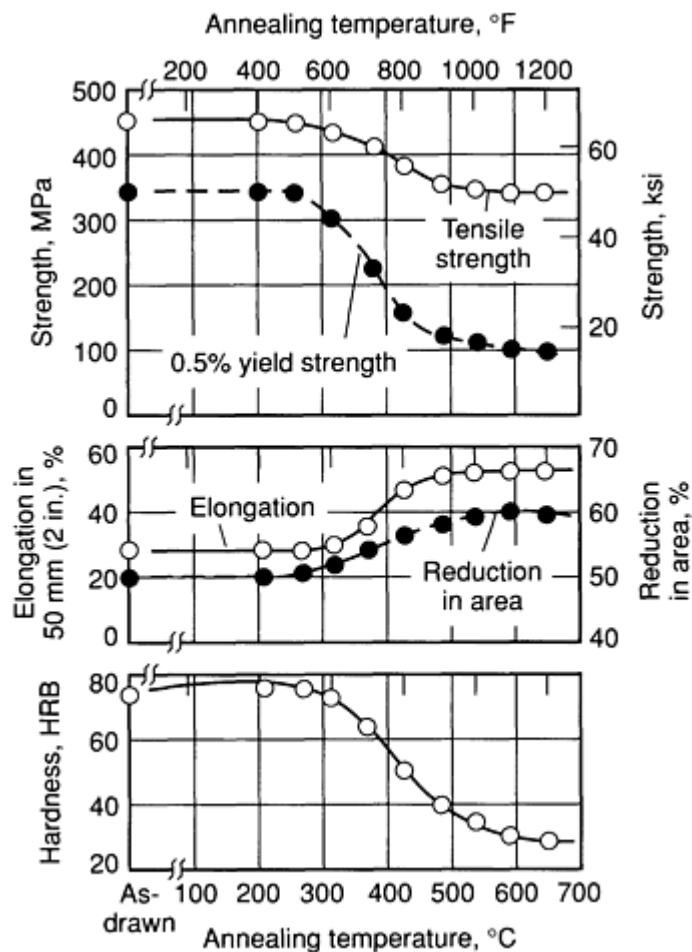 Annealing temperature, °F
200 400 500 600 800 1000 1200
500
400
300
200
100
0
Strength, MPa
60
40
20
Strength, ksi
Tensile
strength
0.5% yield strength
60
40
20
0
Elongation in
50 mm (2 in.), %
70
60
50
40
Reduction
in area, %
Elongation
Reduction
in area
80
60
40
20
Hardness, HRB
As-
drawn
100 200 300 400 500 600 700
Annealing temperature, °C